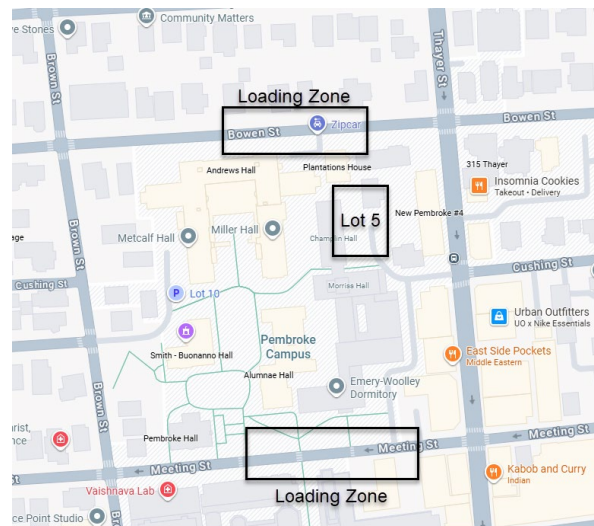 Stones
Community Matters
Brown St
Thayer St
Loading Zone
Zipcar
Bowen St
Bowen St
Andrews Hall
Plantations House
315 Thayer
Insomnia Cookies
Takeout • Delivery
Lot 5
New Pembroke #4
Metcalf Hall
Miller Hall
Champlin Hall
age
Cushing St
Cushing St
Lot 10
Morriss Hall
Urban Outfitters
UO x Nike Essentials
Pembroke
Campus
Smith - Buonanno Hall
East Side Pockets
Middle Eastern
Alumnae Hall
Emery-Woolley
Dormitory
Brown St
rist,
nce
Pembroke Hall
Meeting St
Meeting St
Meeting St
Kabob and Curry
Indian
Vaishnava Lab
Loading Zone
ce Point Studio
Brown St